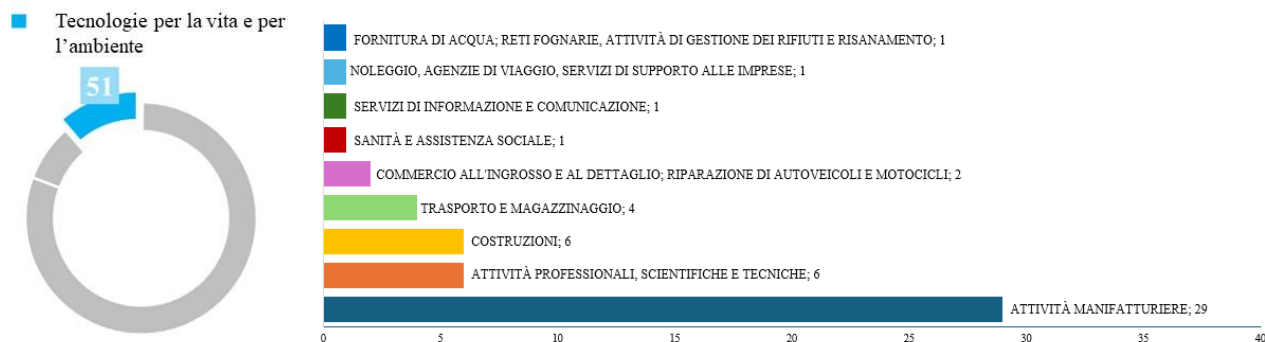 Tecnologie per la vita e per
l'ambiente
51
FORNITURA DI ACQUA; RETI FOGNARIE, ATTIVITÀ DI GESTIONE DEI RIFIUTI E RISANAMENTO; 1
NOLEGGIO, AGENZIE DI VIAGGIO, SERVIZI DI SUPPORTO ALLE IMPRESE; 1
SERVIZI DI INFORMAZIONE E COMUNICAZIONE; 1
SANITÀ E ASSISTENZA SOCIALE; 1
COMMERCIO ALL'INGROSSO E AL DETTAGLIO; RIPARAZIONE DI AUTOVEICOLI E MOTOCICLI; 2
TRASPORTO E MAGAZZINAGGIO; 4
COSTRUZIONI; 6
ATTIVITÀ PROFESSIONALI, SCIENTIFICHE E TECNICHE; 6
ATTIVITÀ MANIFATTURIERE; 29
0 5 10 15 20 25 30 35 40